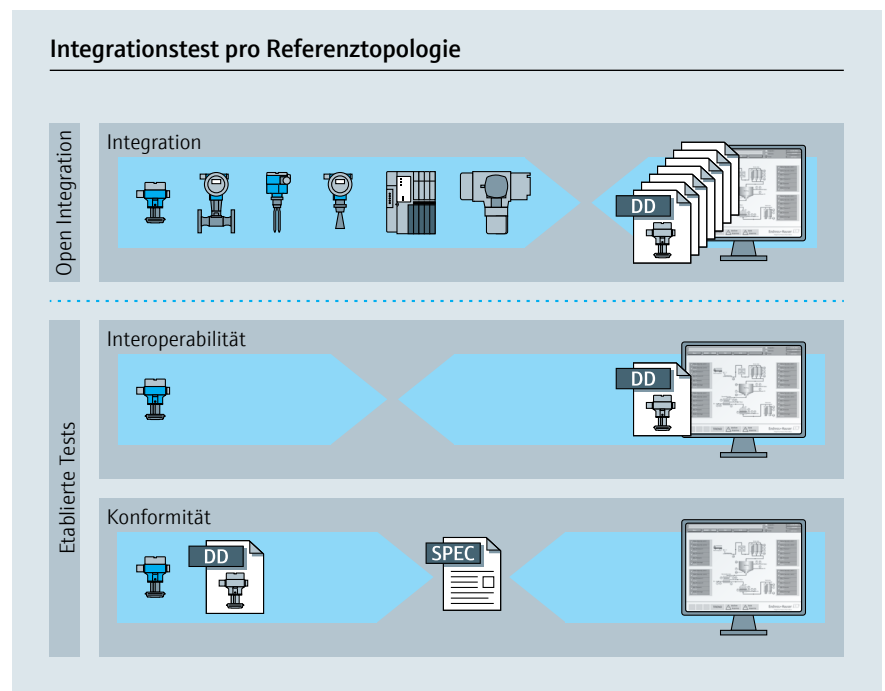 Integrationstest pro Referenztopologie
Open Integration
Integration
DD
Etablierte Tests
Interoperabilität
DD
Konformität
DD
SPEC